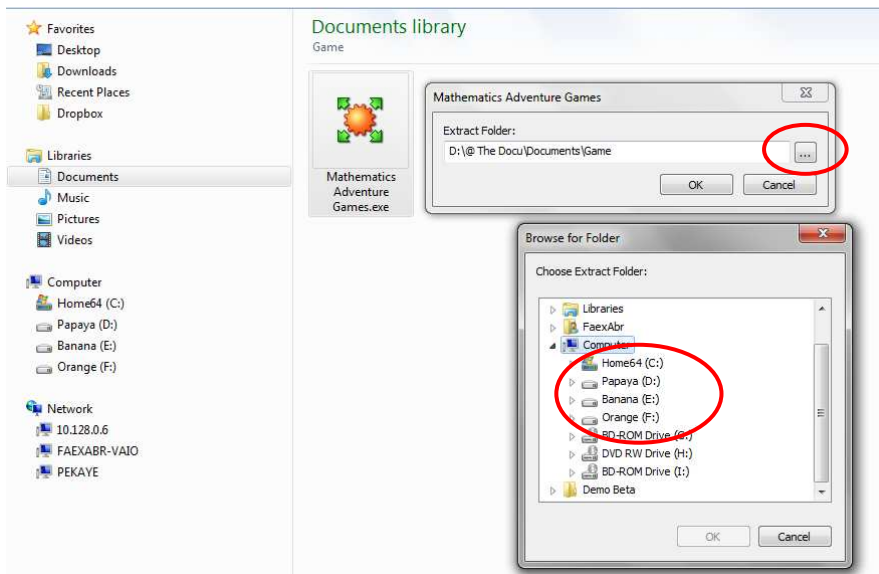 Favorites
Desktop
Downloads
Recent Places
Dropbox
Libraries
Documents
Music
Pictures
Videos
Computer
Home64 (C:)
Papaya (D:)
Banana (E:)
Orange (F:)
Network
10.128.0.6
FAEXABR-VAIO
PEKAYE
Documents library
Game
Mathematics
Adventure
Games.exe
Mathematics Adventure Games
Extract Folder:
D:\@ The Docu\Documents\Game
...
OK
Cancel
Browse for Folder
Choose Extract Folder:
Libraries
FaexAbr
Computer
Home64 (C:)
Papaya (D:)
Banana (E:)
Orange (F:)
BD-ROM Drive (G:)
DVD RW Drive (H:)
BD-ROM Drive (I:)
Demo Beta
OK
Cancel